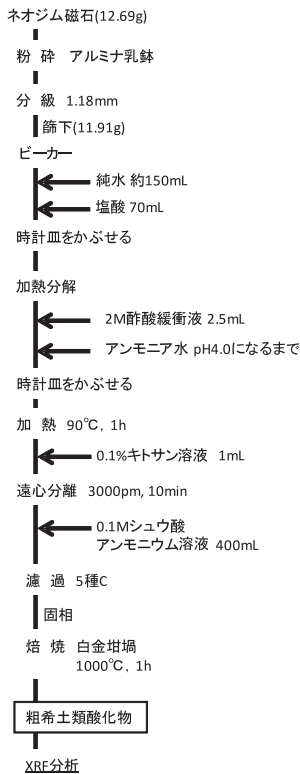 ネオジム磁石(12.69g)
粉 砕 アルミナ乳鉢
分 級 1.18mm
篩下(11.91g)
ビーカー
純水 約150mL
塩酸 70mL
時計皿をかぶせる
加熱分解
2M酢酸緩衝液 2.5mL
アンモニア水 pH4.0になるまで
時計皿をかぶせる
加 熱 90℃, 1h
0.1%キトサン溶液 1mL
遠心分離 3000pm, 10min
0.1Mシュウ酸
アンモニウム溶液 400mL
濾 過 5種C
固相
焙 焼 白金坩堝
1000℃, 1h
粗希土類酸化物
XRF分析